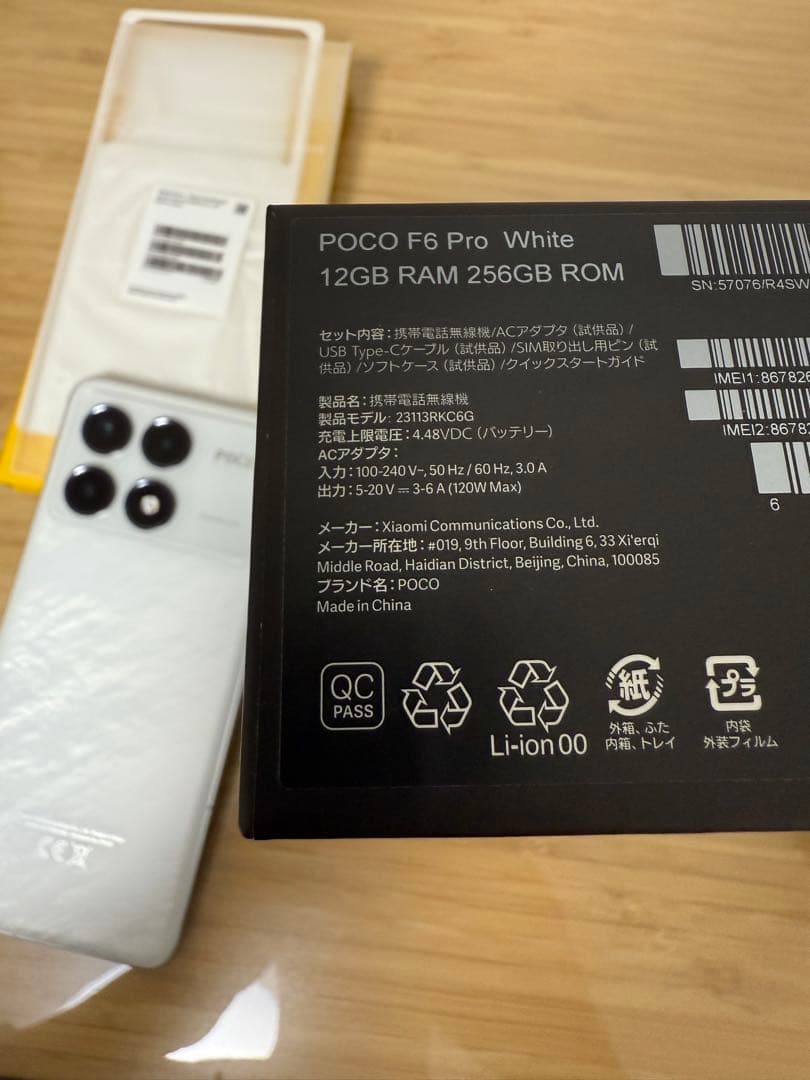 POCO F6 Pro White
12GB RAM 256GB ROM
SN:57076/R4SW
セット内容：携帯電話無線機/ACアダプタ（試供品）/
USB Type-Cケーブル（試供品）/SIM取り出し用ピン（試
供品）/ソフトケース（試供品）/クイックスタートガイド
IMEI1:867826
IMEI2:86782
6
製品名：携帯電話無線機
製品モデル: 23113RKC6G
充電上限電圧：4.48VDC（バッテリー）
ACアダプタ：
入力：100-240 V~, 50 Hz / 60 Hz, 3.0 A
出力：5-20 V⎓3-6 A (120W Max)
メーカー：Xiaomi Communications Co., Ltd.
メーカー所在地：#019, 9th Floor, Building 6, 33 Xi'erqi
Middle Road, Haidian District, Beijing, China, 100085
ブランド名：POCO
Made in China
QC
PASS
Li-ion 00
紙
外箱、ふた
内箱、トレイ
プラ
内袋
外装フィルム
POCO